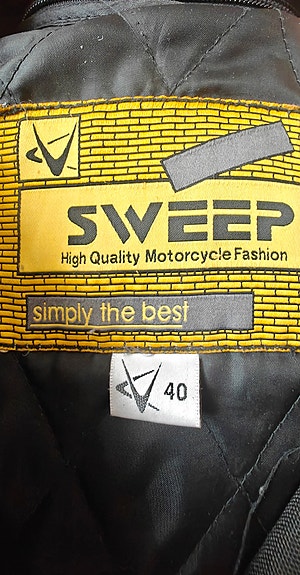 SWEEP
High Quality Motorcycle Fashion
simply the best
40